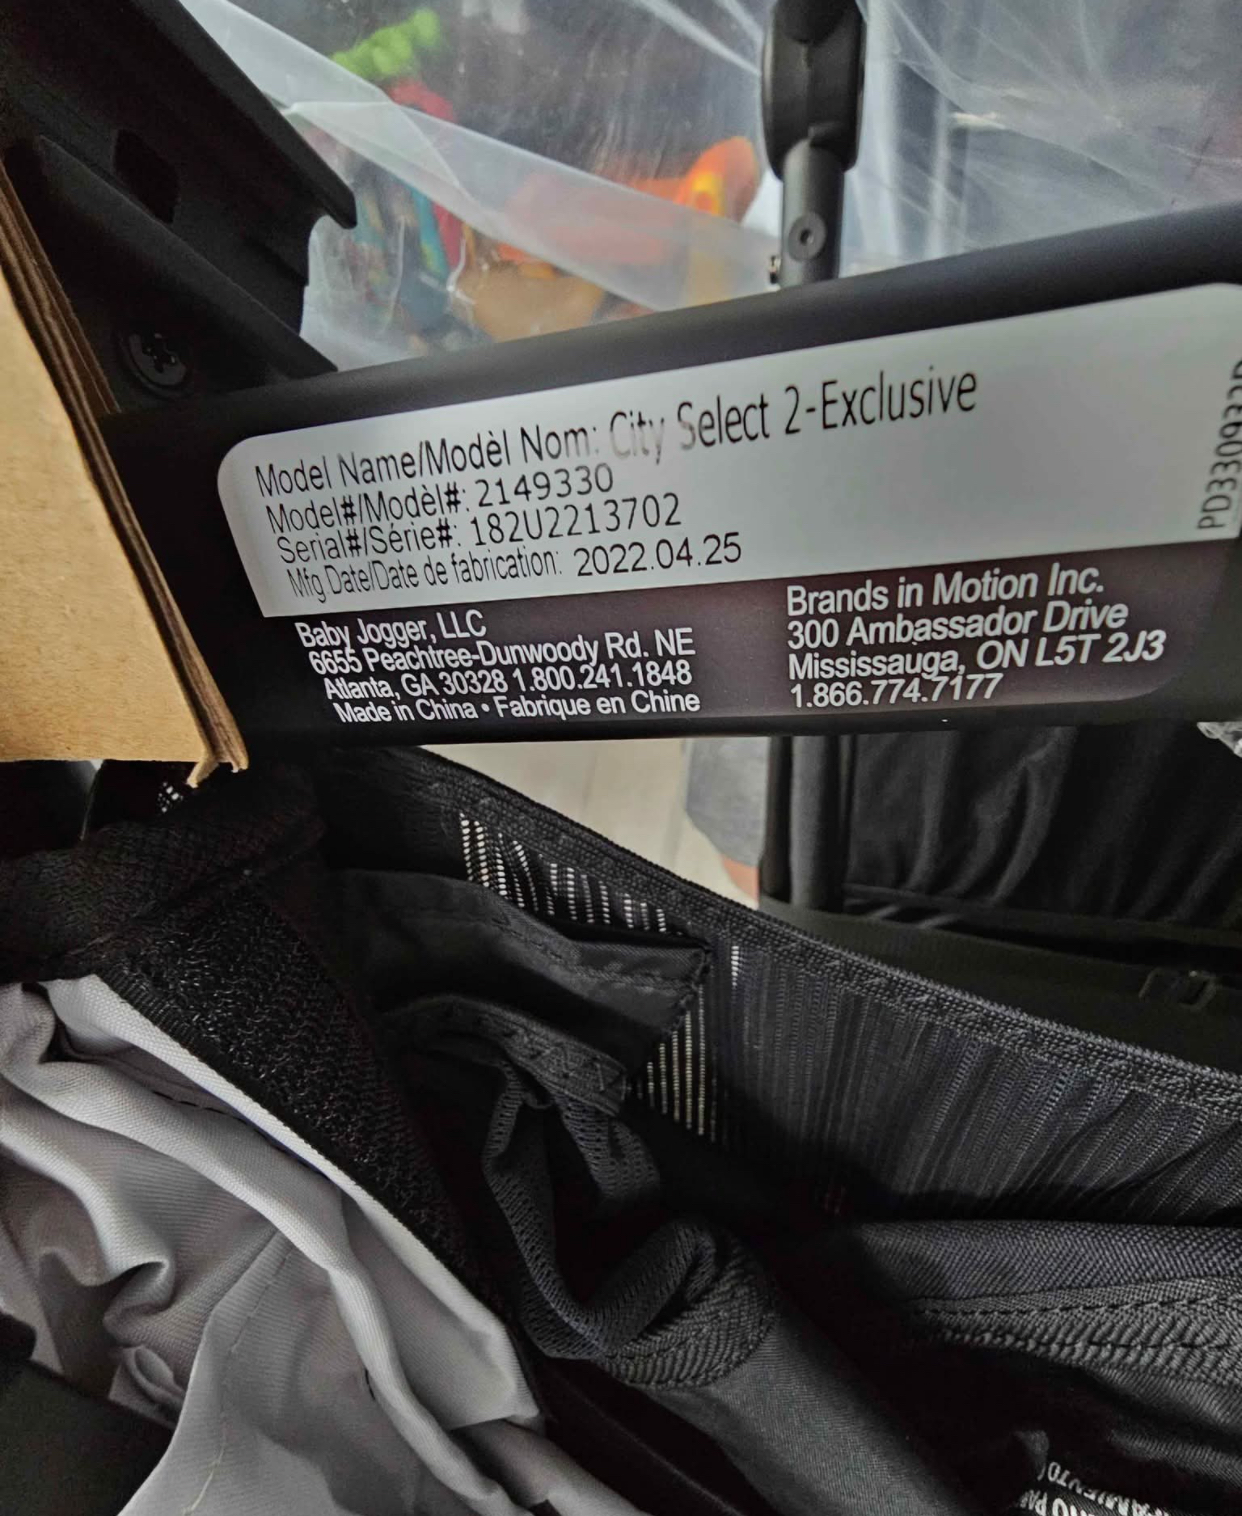 Model Name/Modèl Nom: City Select 2-Exclusive
Model#/Modèl#: 2149330
Serial#/Série#: 182U2213702
Mfg Date/Date de fabrication: 2022.04.25
Baby Jogger, LLC
6655 Peachtree-Dunwoody Rd. NE
Atlanta, GA 30328 1.800.241.1848
Made in China • Fabrique en Chine
Brands in Motion Inc.
300 Ambassador Drive
Mississauga, ON L5T 2J3
1.866.774.7177